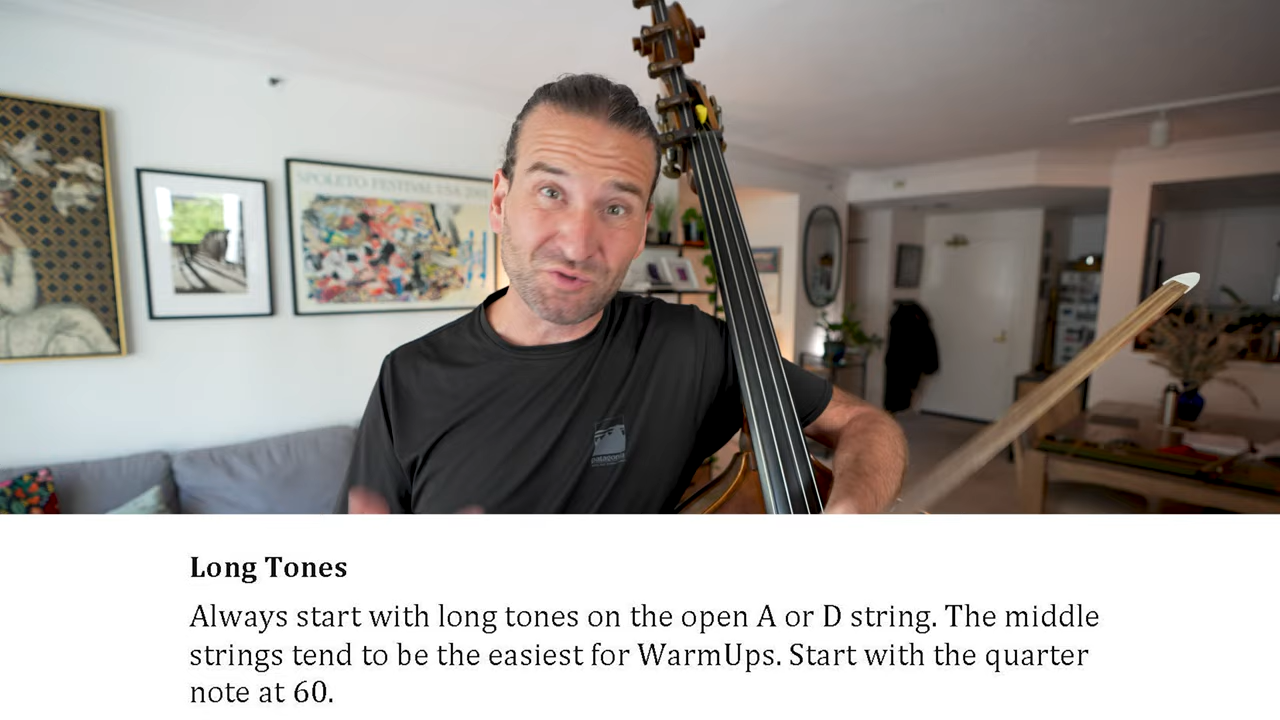 SPOLETO FESTIVAL U.S.A.
patagonia
Long Tones
Always start with long tones on the open A or D string. The middle
strings tend to be the easiest for WarmUps. Start with the quarter
note at 60.